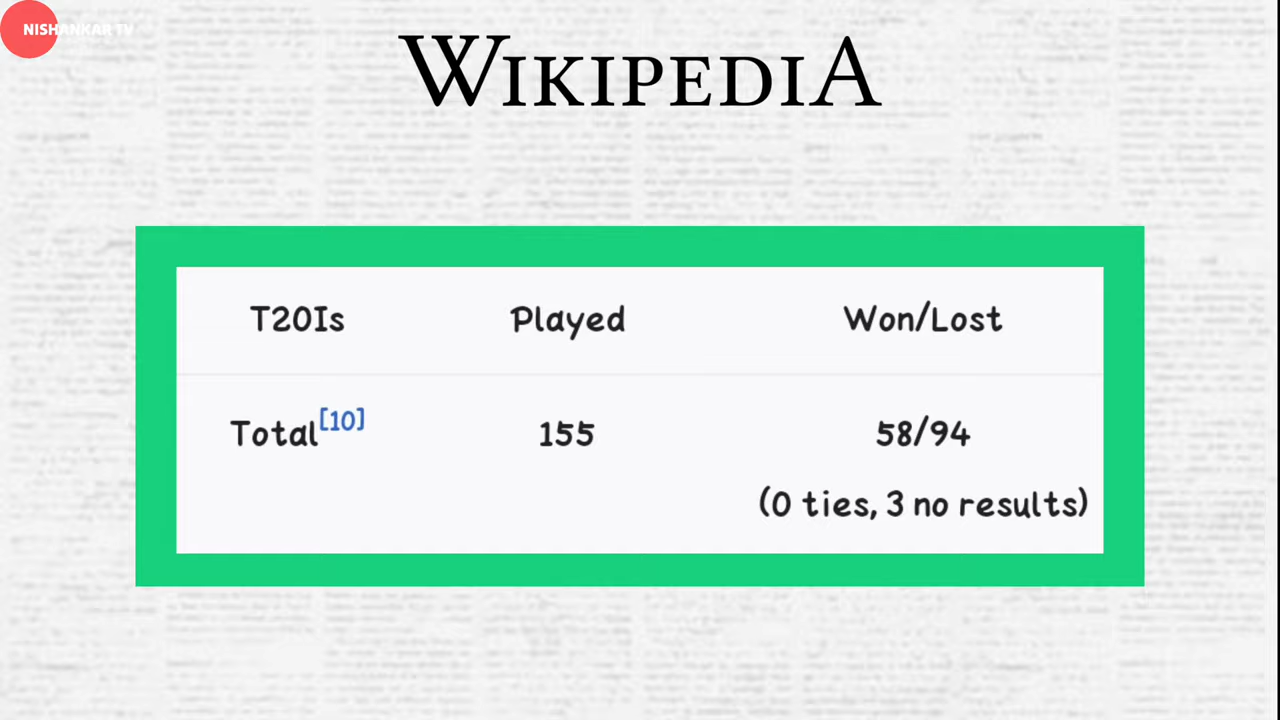 NISHANKAR TV
WIKIPEDIA
T20Is Played Won/Lost
Total[10] 155 58/94
(0 ties, 3 no results)